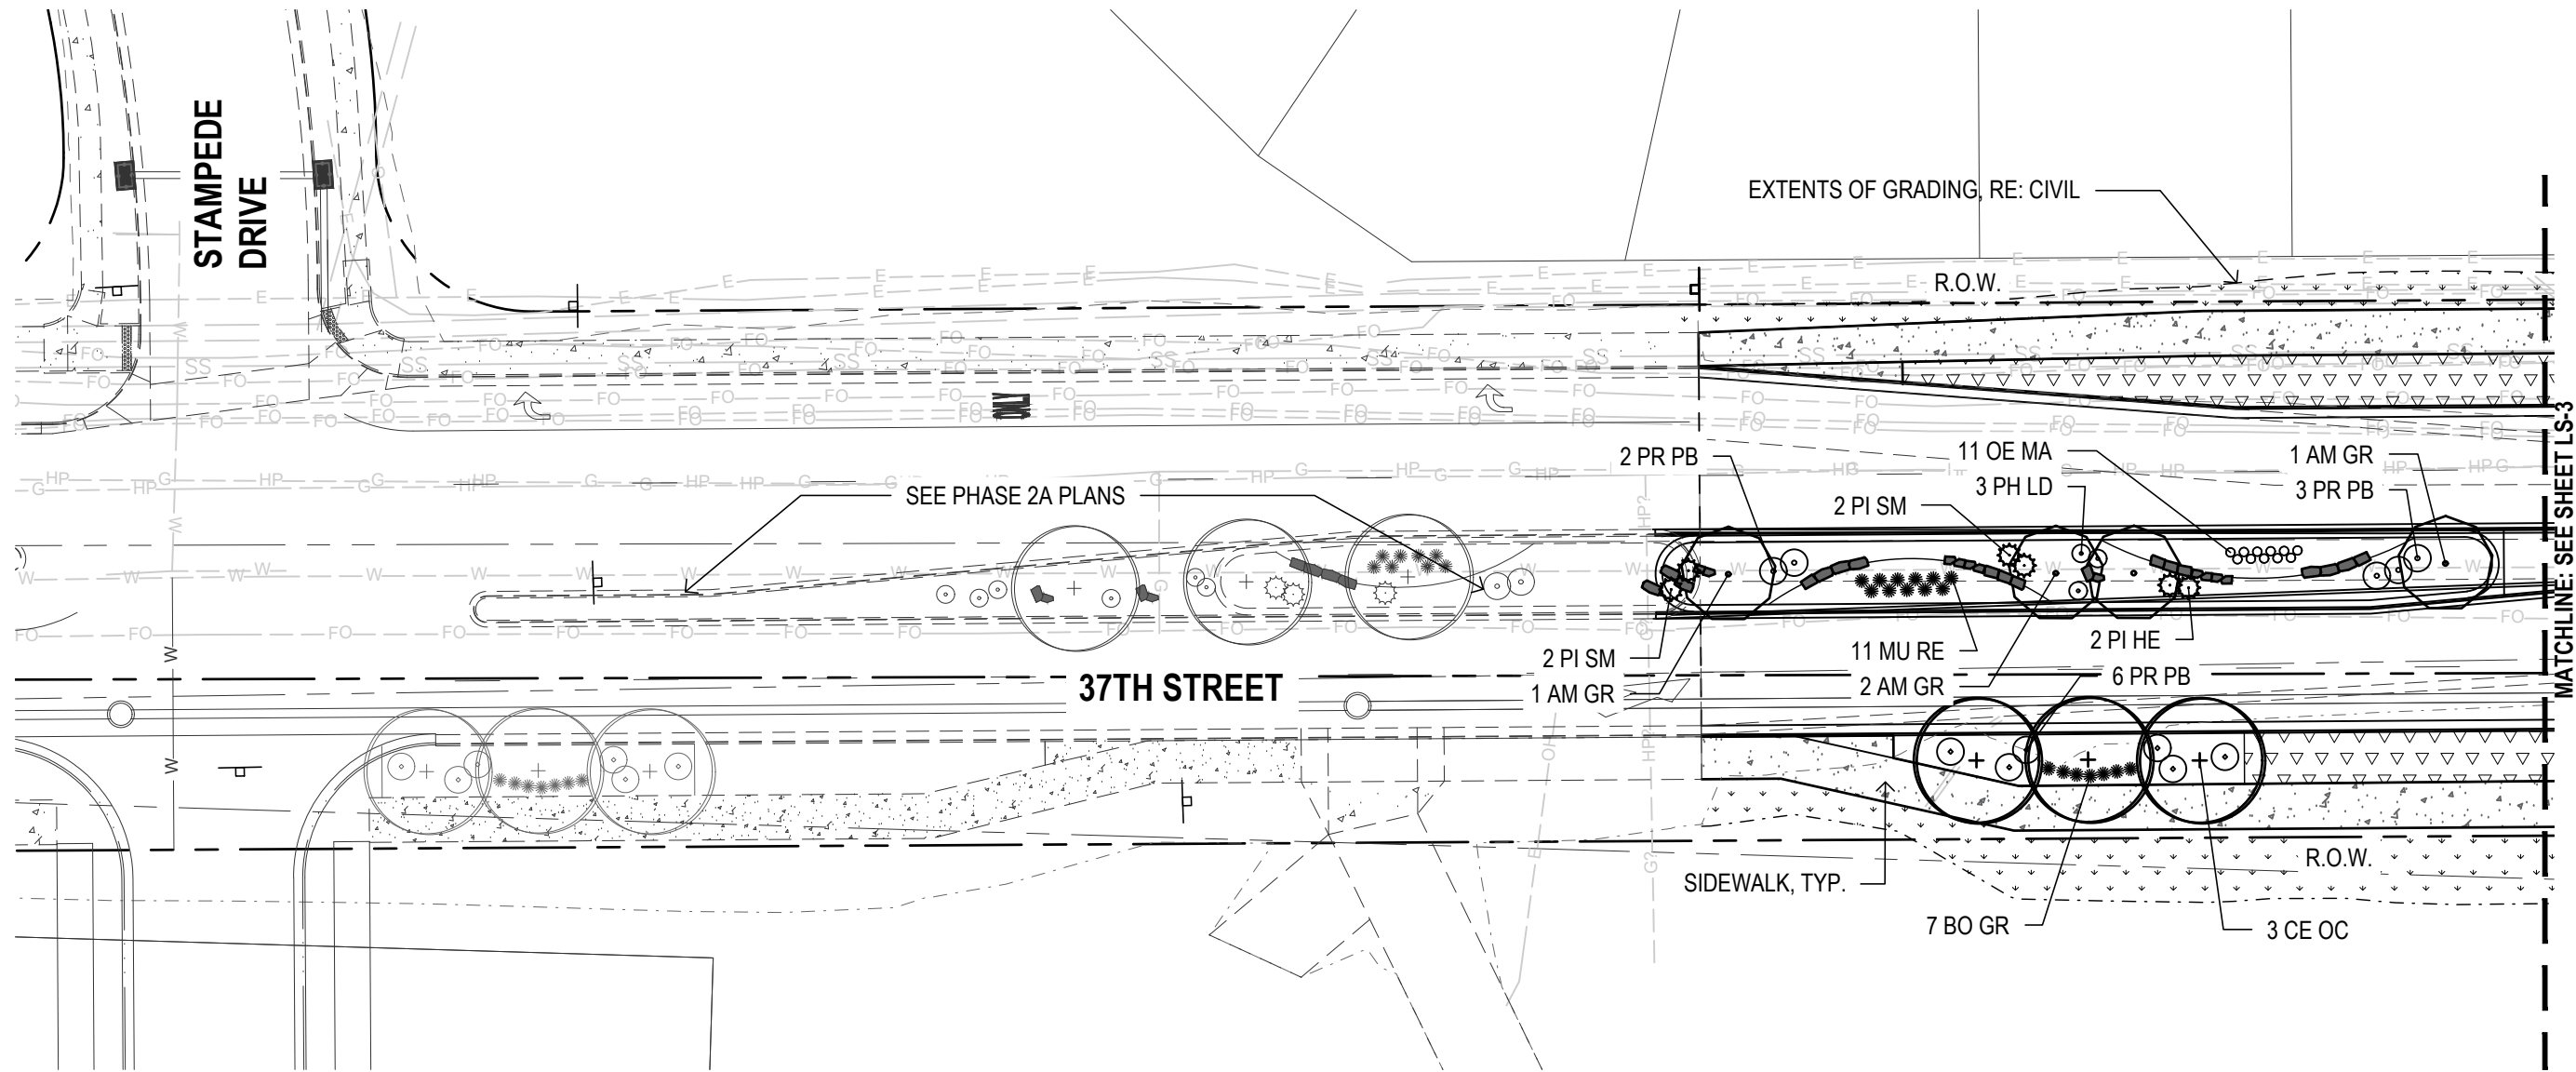 STAMPEDE
DRIVE
EXTENTS OF GRADING, RE: CIVIL
R.O.W.
2 PR PB
11 OE MA
3 PH LD
2 PI SM
1 AM GR
3 PR PB
SEE PHASE 2A PLANS
MATCHLINE: SEE SHEET LS-3
37TH STREET
2 PI SM
1 AM GR
11 MU RE
2 AM GR
2 PI HE
6 PR PB
SIDEWALK, TYP.
R.O.W.
7 BO GR
3 CE OC